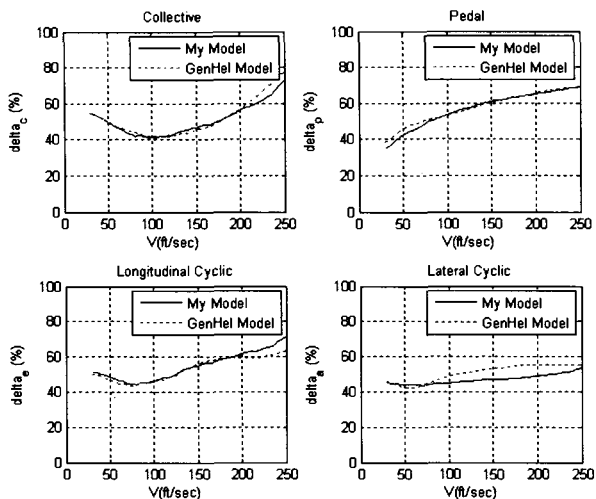 Collective
100
80
60
40
20
0
My Model
GenHel Model
delta_c (%)
0 50 100 150 200 250
V(ft/sec)
Pedal
100
80
60
40
20
0
My Model
GenHel Model
delta_p (%)
0 50 100 150 200 250
V(ft/sec)
Longitudinal Cyclic
100
80
60
40
20
0
My Model
GenHel Model
delta_e (%)
0 50 100 150 200 250
V(ft/sec)
Lateral Cyclic
100
80
60
40
20
0
My Model
GenHel Model
delta_a (%)
0 50 100 150 200 250
V(ft/sec)